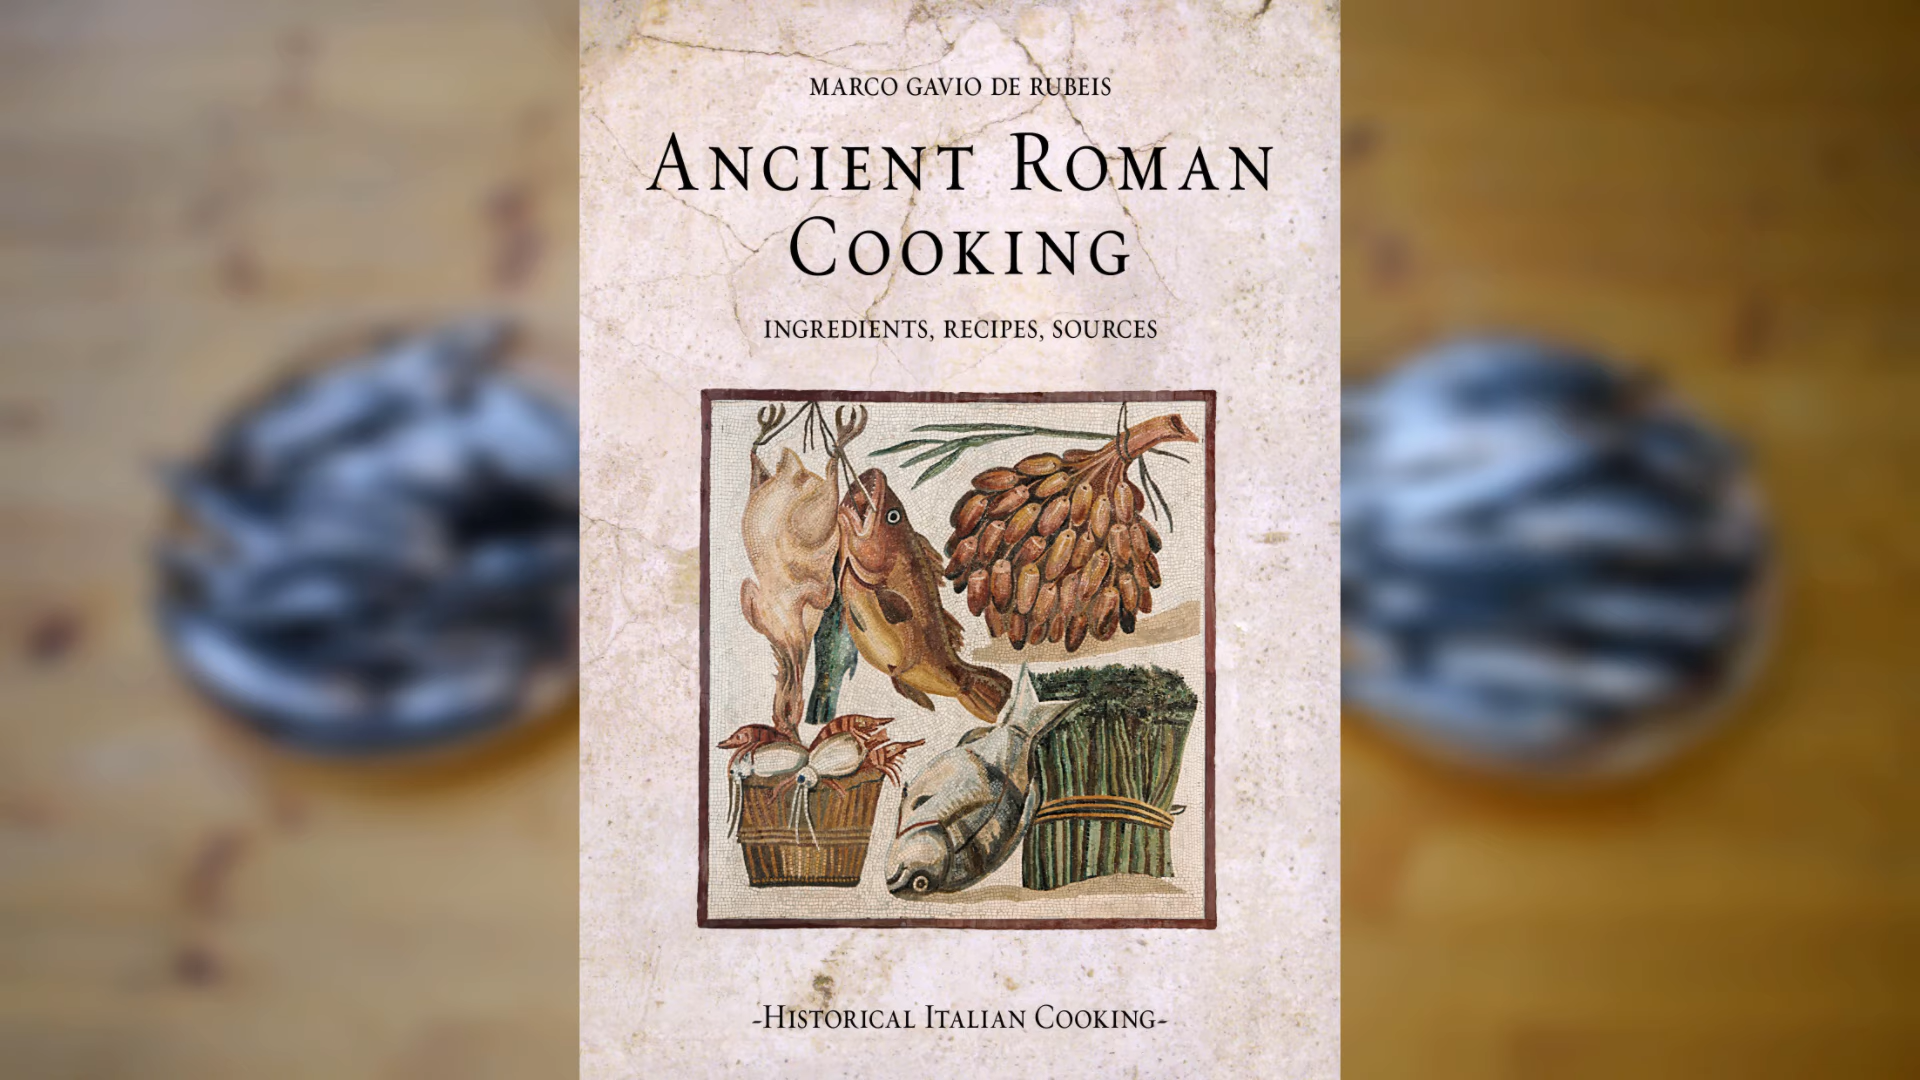 MARCO GAVIO DE RUBEIS
ANCIENT ROMAN
COOKING
INGREDIENTS, RECIPES, SOURCES
-HISTORICAL ITALIAN COOKING-